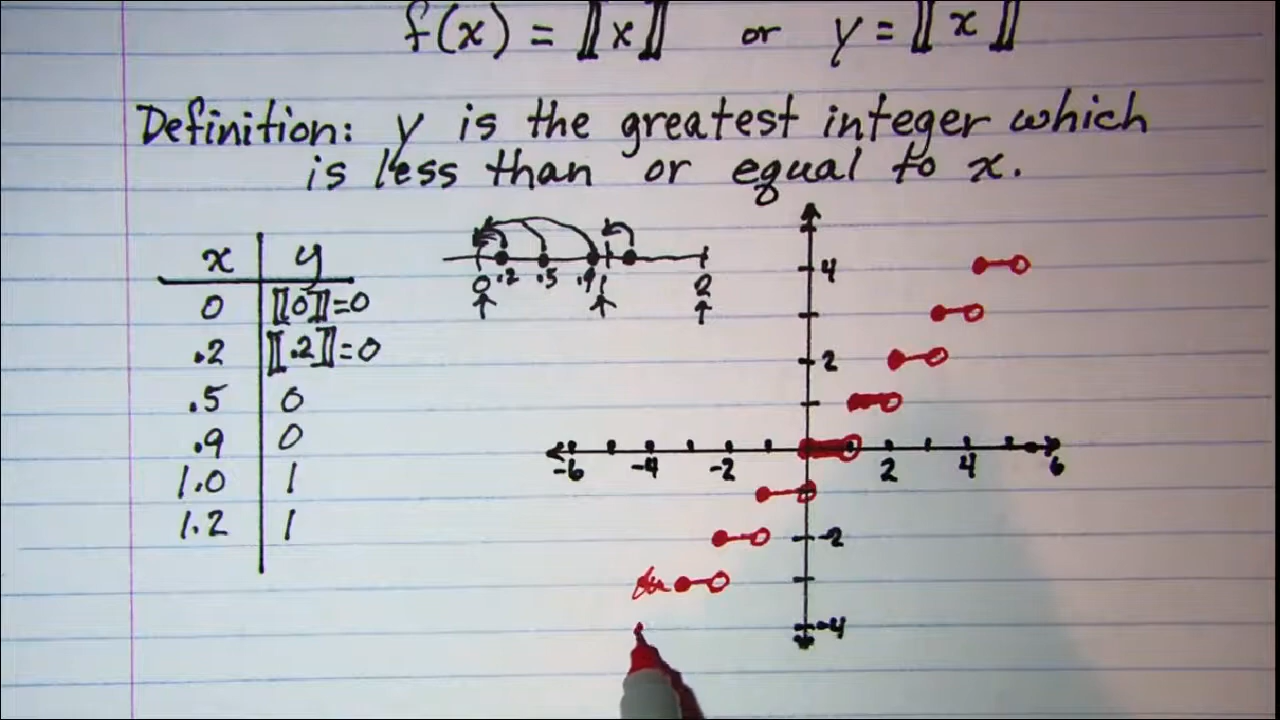 f(x) = ⟦x⟧ or y = ⟦x⟧
Definition: y is the greatest integer which
is less than or equal to x.
x y
0 ⟦0⟧=0
.2 ⟦.2⟧=0
.5 0
.9 0
1.0 1
1.2 1
0 .2 .5 .9 1 2
4
2
-6 -4 -2 2 4 6
-2
-4